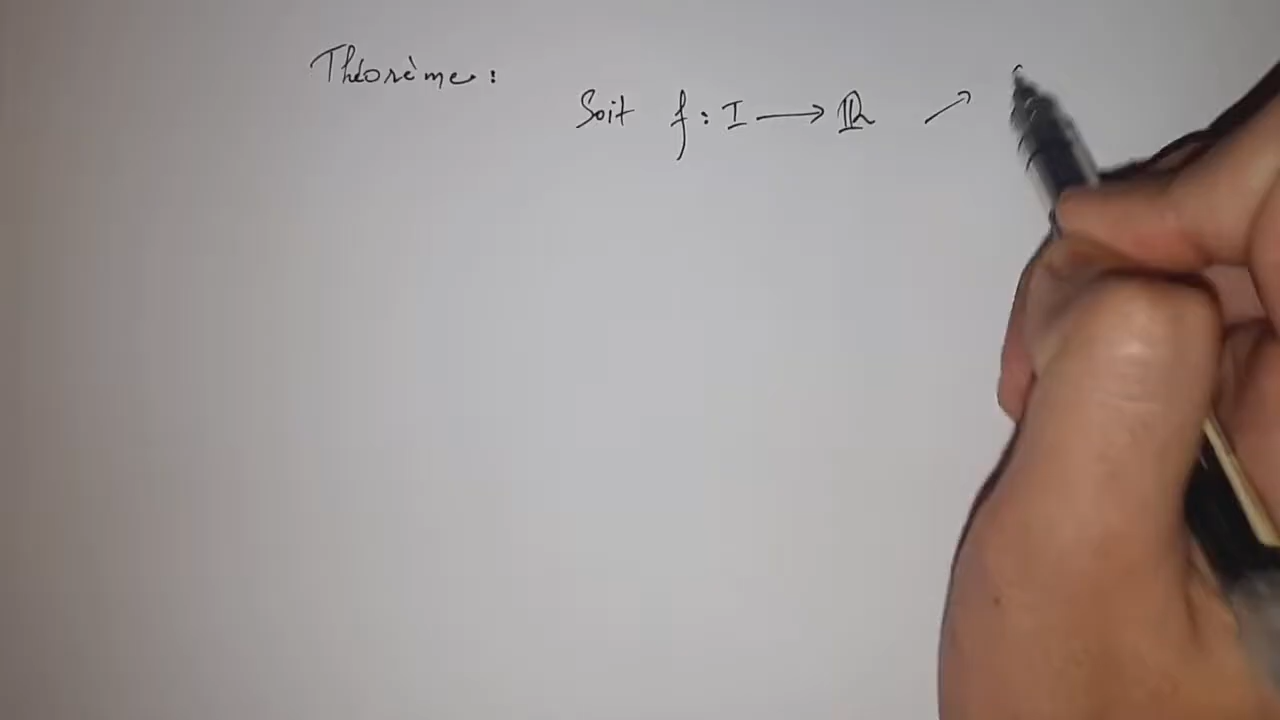 Théorème :
Soit f : I ⟶ ℝ ↗